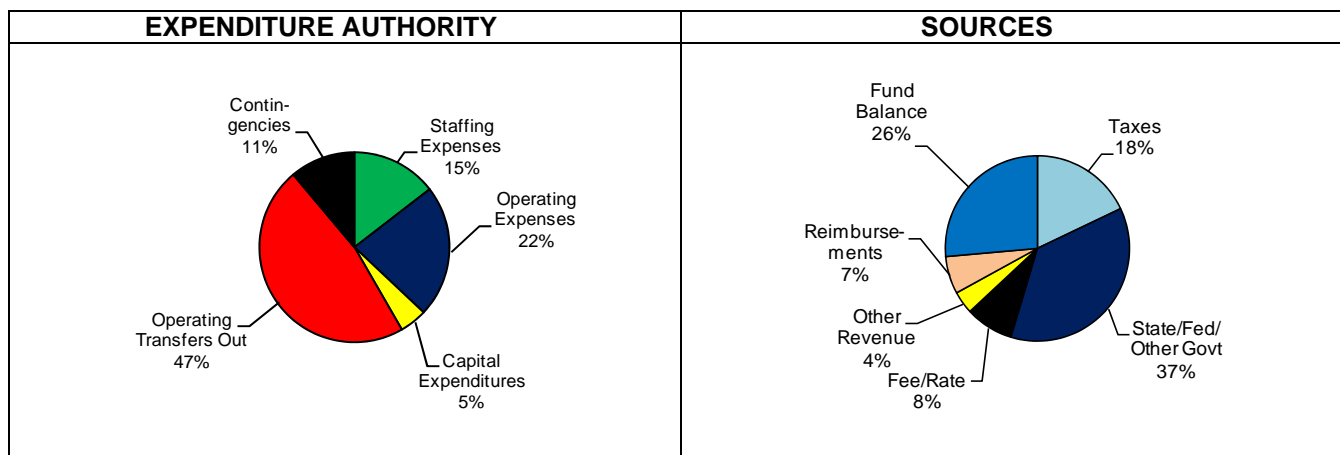 EXPENDITURE AUTHORITY
Contin-
gencies
11%
Staffing
Expenses
15%
Operating
Expenses
22%
Operating
Transfers Out
47%
Capital
Expenditures
5%
SOURCES
Fund
Balance
26%
Taxes
18%
Reimburse-
ments
7%
Other
Revenue
4%
Fee/Rate
8%
State/Fed/
Other Govt
37%